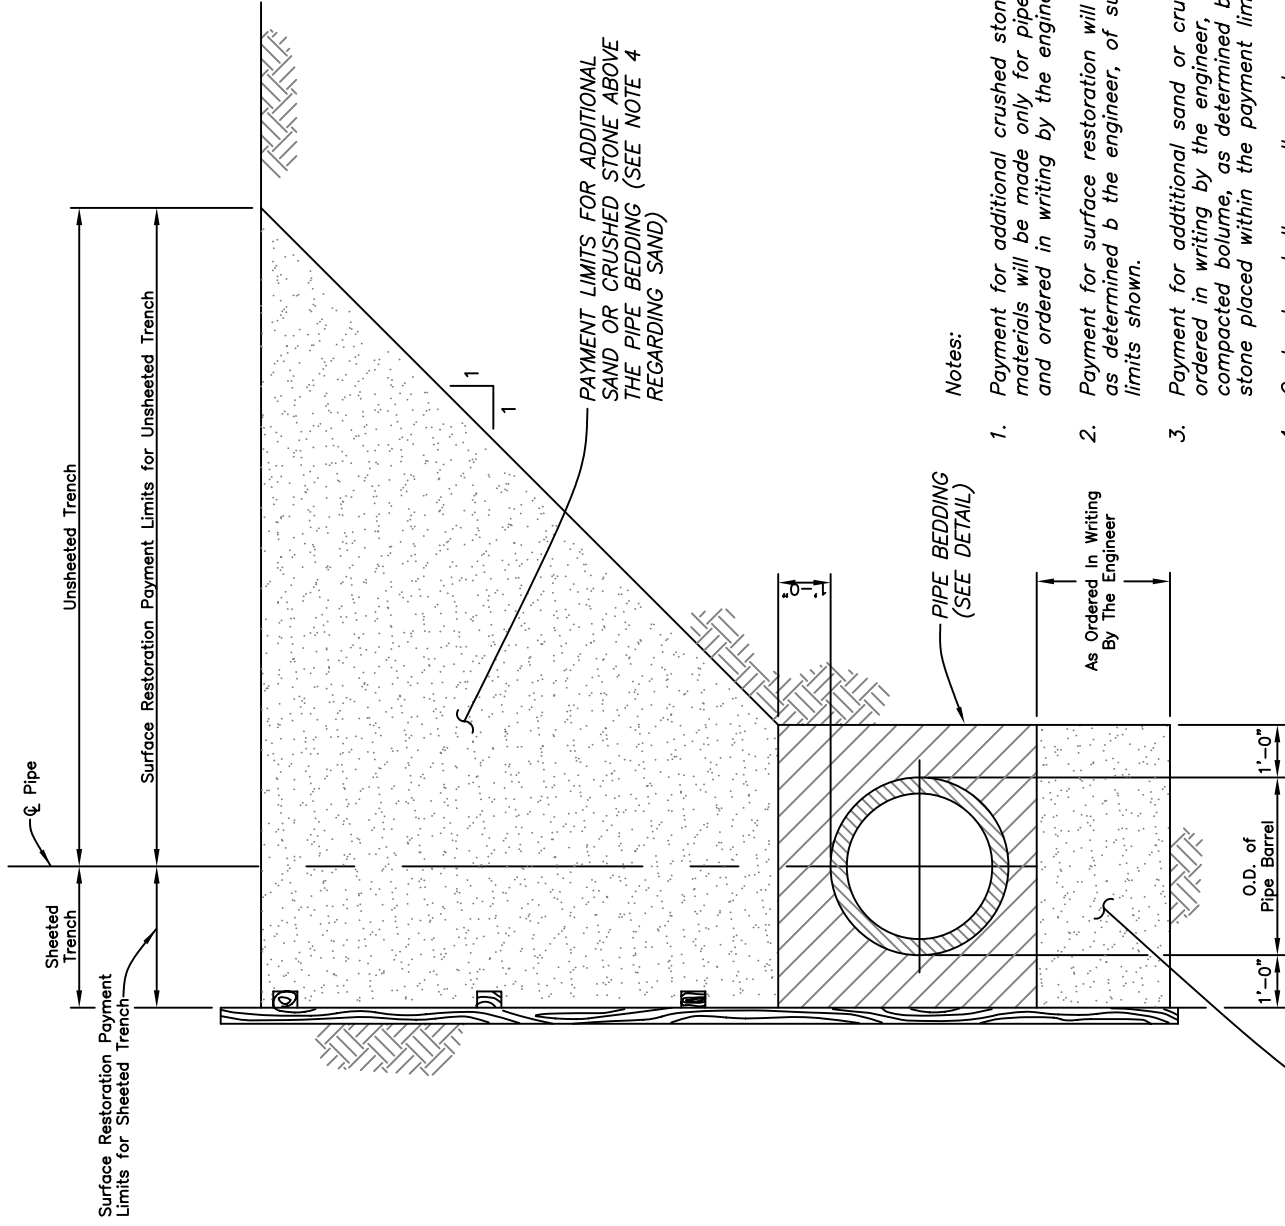 ℄ Pipe
Sheeted
Trench
Unsheeted Trench
Surface Restoration Payment
Limits for Sheeted Trench
Surface Restoration Payment Limits for Unsheeted Trench
1
1
PAYMENT LIMITS FOR ADDITIONAL
SAND OR CRUSHED STONE ABOVE
THE PIPE BEDDING (SEE NOTE 4
REGARDING SAND)
1'-0"
PIPE BEDDING
(SEE DETAIL)
As Ordered In Writing
By The Engineer
1'-0"
O.D. of
Pipe Barrel
1'-0"
Notes:
1. Payment for additional crushed ston
materials will be made only for pipe
and ordered in writing by the engine
2. Payment for surface restoration will
as determined b the engineer, of su
limits shown.
3. Payment for addtitional sand or cru
ordered in writing by the engineer,
compacted bolume, as determined b
stone placed within the payment lim